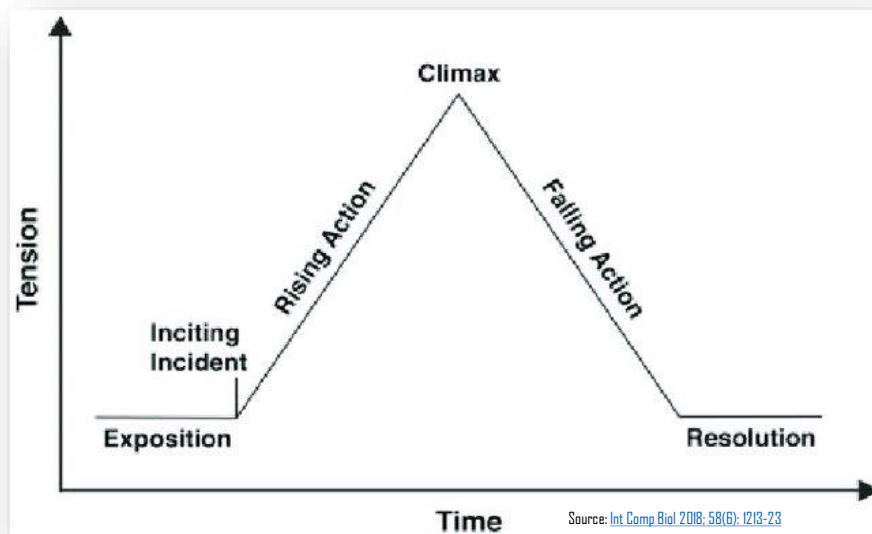 Climax
Tension
Rising Action
Falling Action
Inciting
Incident
Exposition
Resolution
Time
Source: Int Comp Biol 2018; 58(6): 1213-23